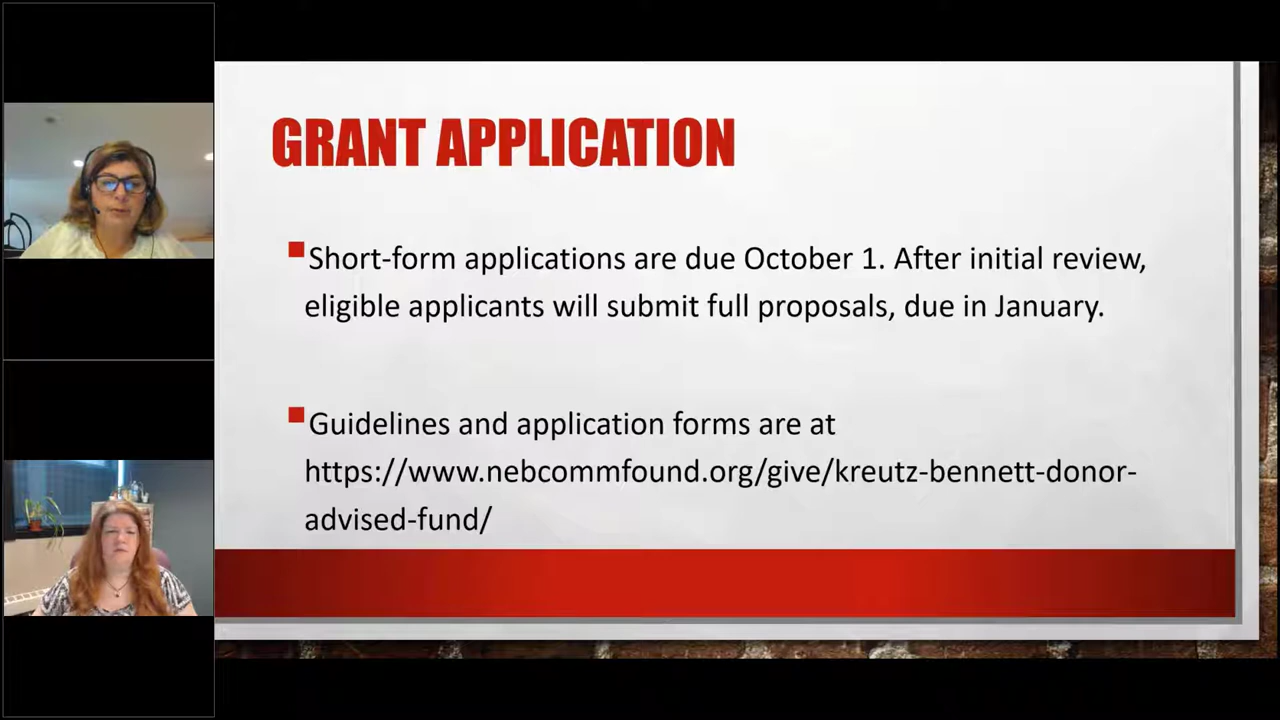 GRANT APPLICATION
Short-form applications are due October 1. After initial review,
eligible applicants will submit full proposals, due in January.
Guidelines and application forms are at
https://www.nebcommfound.org/give/kreutz-bennett-donor-
advised-fund/